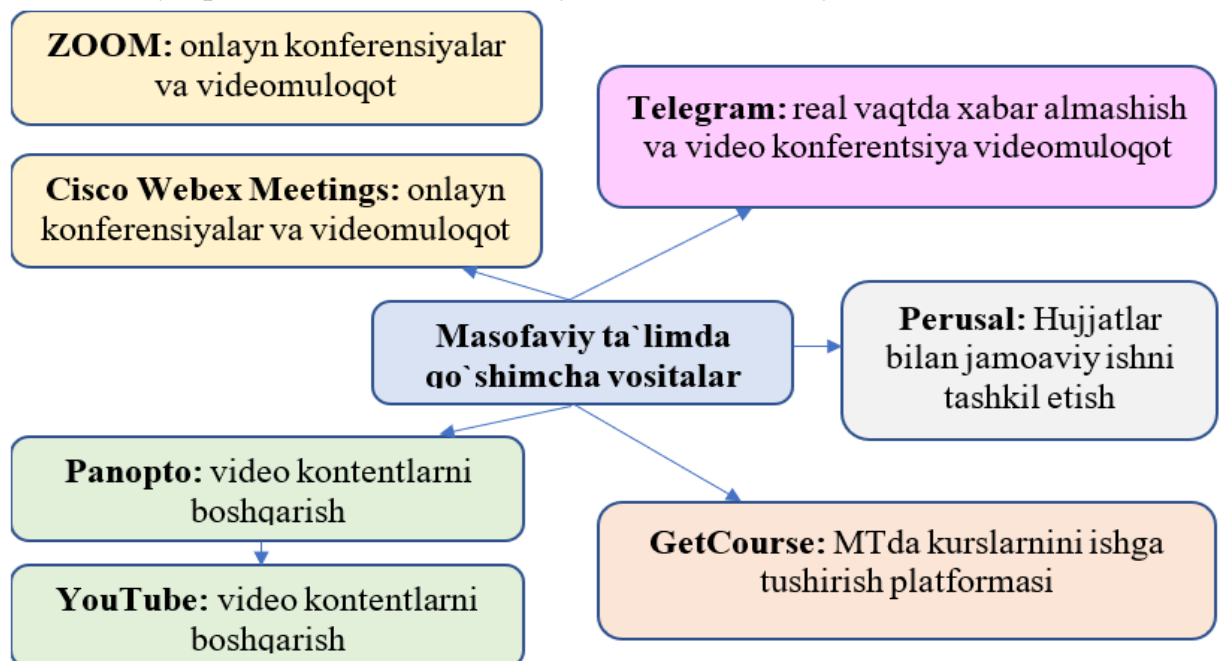 ZOOM: onlayn konferensiyalar
va videomuloqot
Telegram: real vaqtda xabar almashish
va video konferentsiya videomuloqot
Cisco Webex Meetings: onlayn
konferensiyalar va videomuloqot
Masofaviy ta`limda
qo`shimcha vositalar
Perusal: Hujjatlar
bilan jamoaviy ishni
tashkil etish
Panopto: video kontentlarni
boshqarish
GetCourse: MTda kurslarnini ishga
tushirish platformasi
YouTube: video kontentlarni
boshqarish